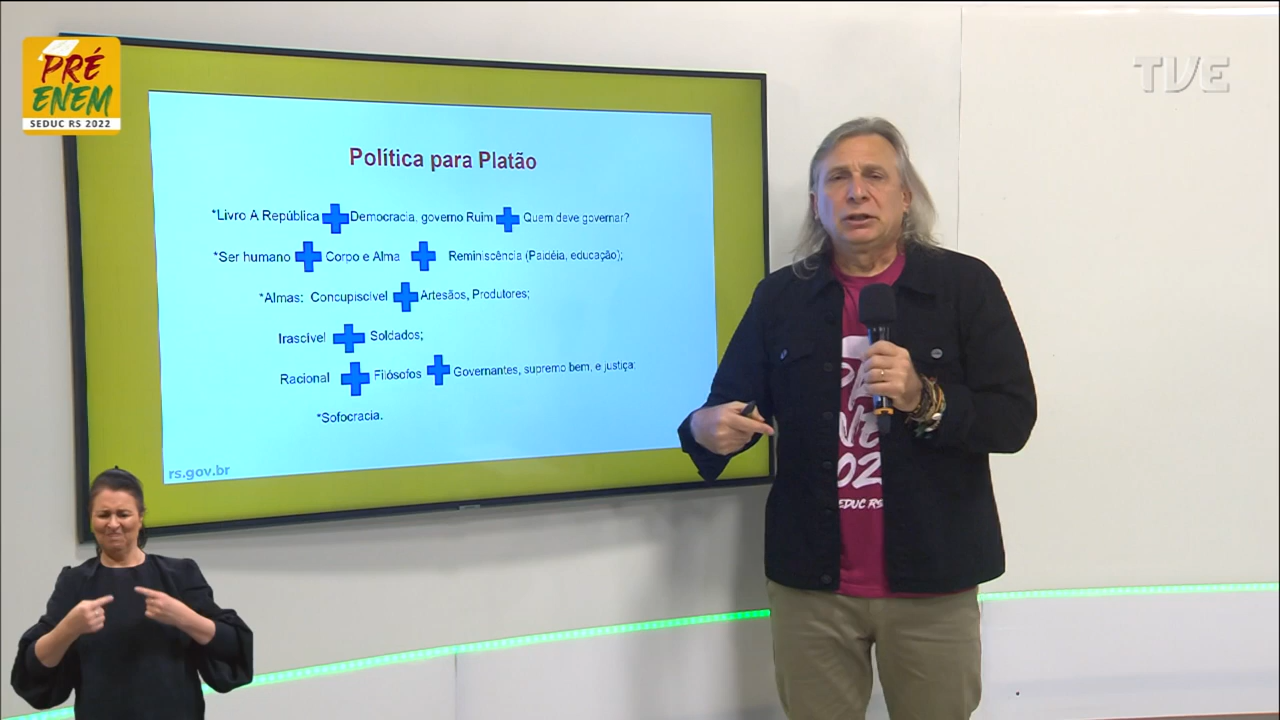 PRÉ
ENEM
SEDUC RS 2022
TVE
Política para Platão
*Livro A República Democracia, governo Ruim Quem deve governar?
*Ser humano Corpo e Alma Reminiscência (Paidéia, educação);
*Almas: Concupiscível Artesãos, Produtores;
Irascível Soldados;
Racional Filósofos Governantes, supremo bem, e justiça;
*Sofocracia.
rs.gov.br
EDUC RS